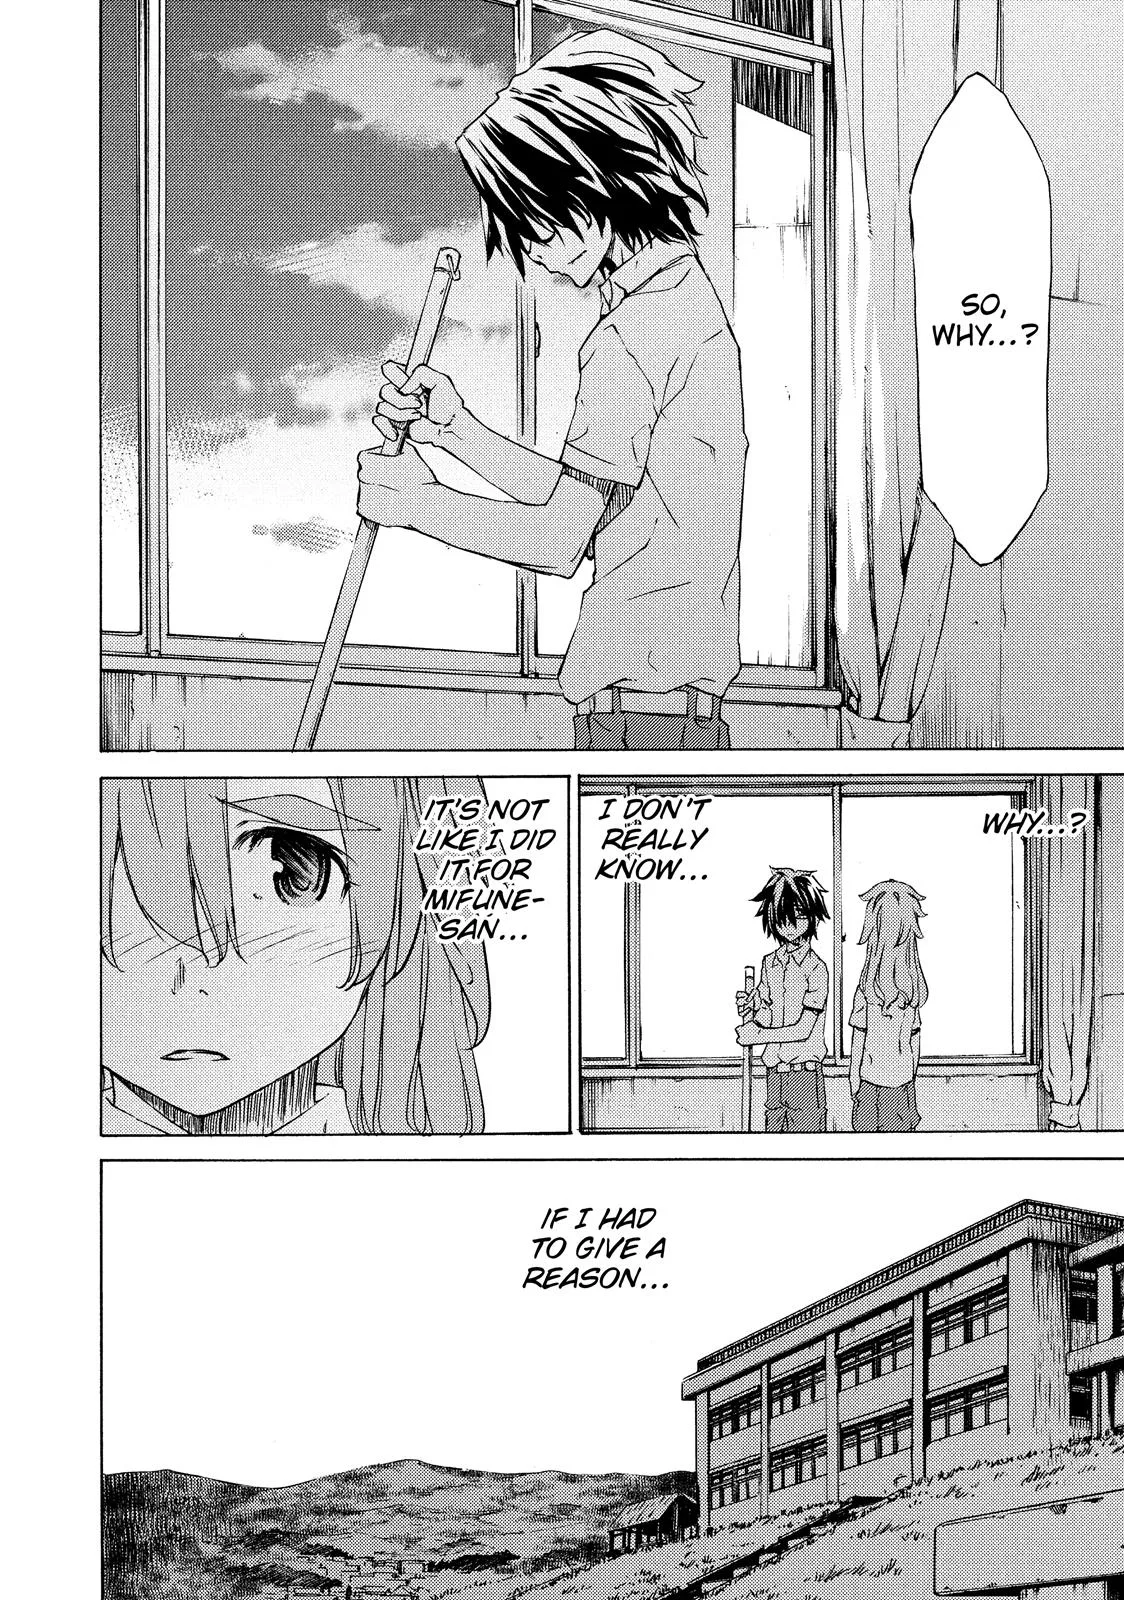 SO,
WHY...?
WHY...?
I DON'T
REALLY
KNOW...
IT'S NOT
LIKE I DID
IT FOR
MIFUNE-
SAN...
IF I HAD
TO GIVE A
REASON...